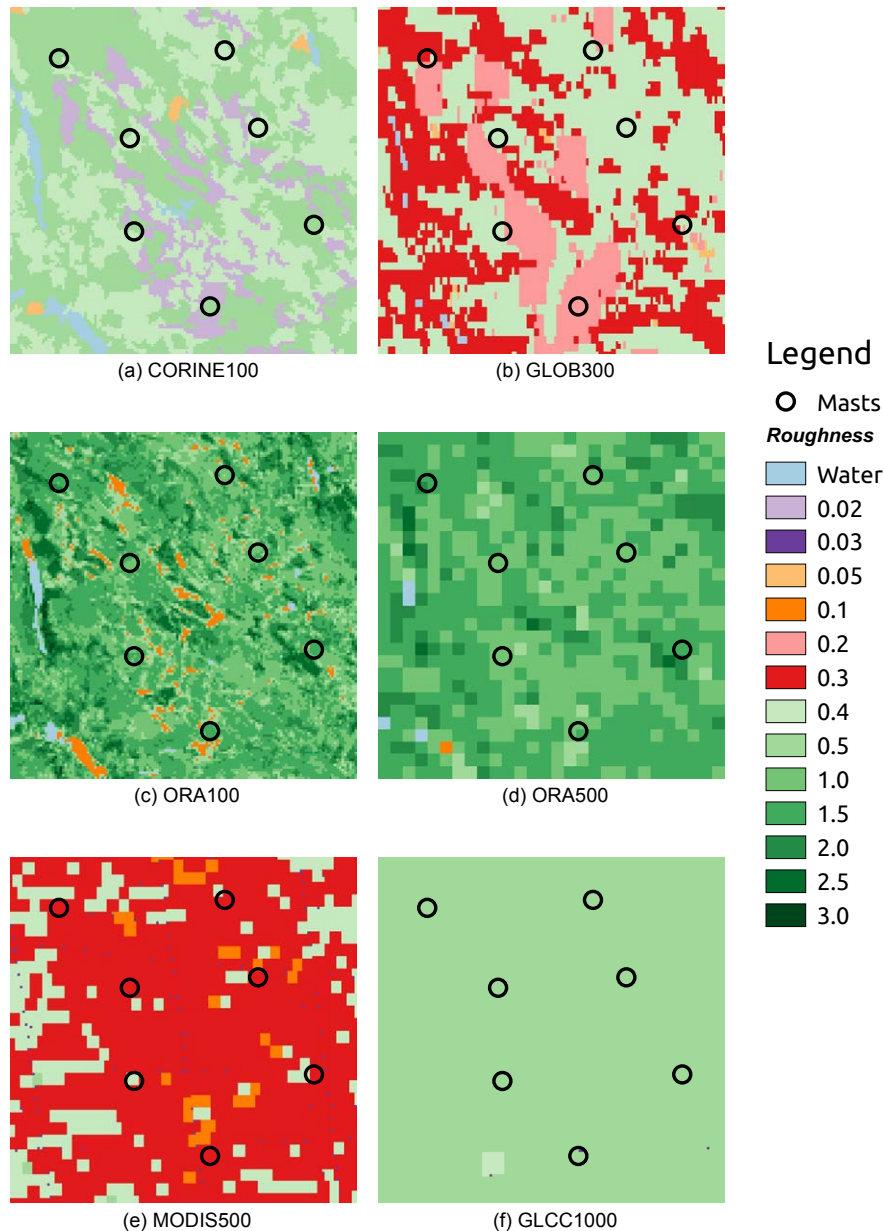 (a) CORINE100
(b) GLOB300
(c) ORA100
(d) ORA500
(e) MODIS500
(f) GLCC1000
Legend
Masts
Roughness
Water
0.02
0.03
0.05
0.1
0.2
0.3
0.4
0.5
1.0
1.5
2.0
2.5
3.0